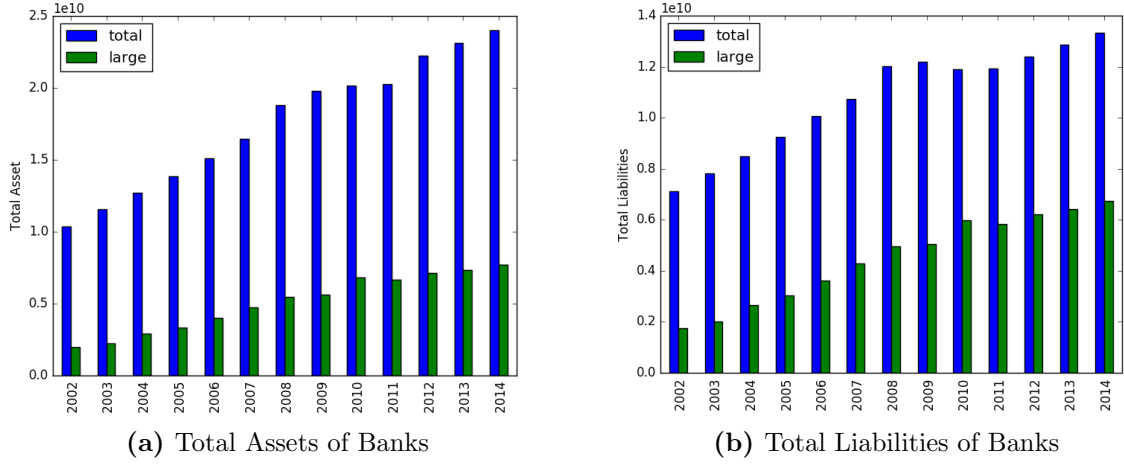 1e10
2.5
2.0
1.5
1.0
0.5
0.0
Total Asset
total
large
2002 2003 2004 2005 2006 2007 2008 2009 2010 2011 2012 2013 2014
(a) Total Assets of Banks
1e10
1.4
1.2
1.0
0.8
0.6
0.4
0.2
0.0
Total Liabilities
total
large
2002 2003 2004 2005 2006 2007 2008 2009 2010 2011 2012 2013 2014
(b) Total Liabilities of Banks